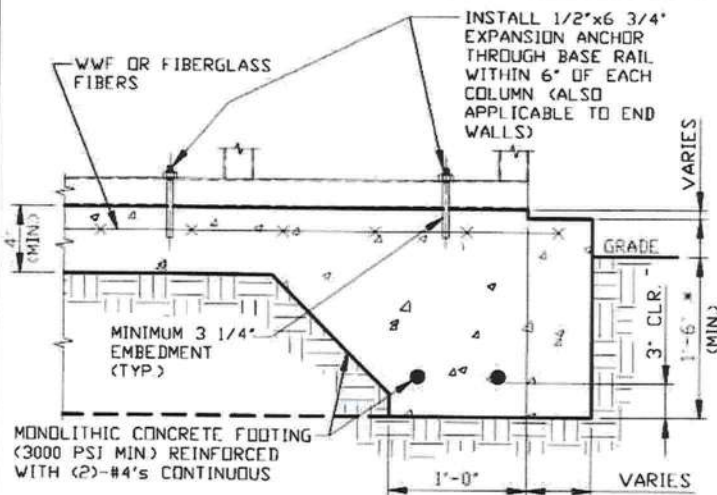 INSTALL 1/2"x6 3/4"
EXPANSION ANCHOR
THROUGH BASE RAIL
WITHIN 6" OF EACH
COLUMN (ALSO
APPLICABLE TO END
WALLS)
WWF OR FIBERGLASS
FIBERS
VARIES
4"
(MIN.)
GRADE
MINIMUM 3 1/4"
EMBEDMENT
(TYP.)
3" CLR.
1'-6" *
(MIN)
MONOLITHIC CONCRETE FOOTING
(3000 PSI MIN) REINFORCED
WITH (2)-#4's CONTINUOUS
1'-0"
VARIES